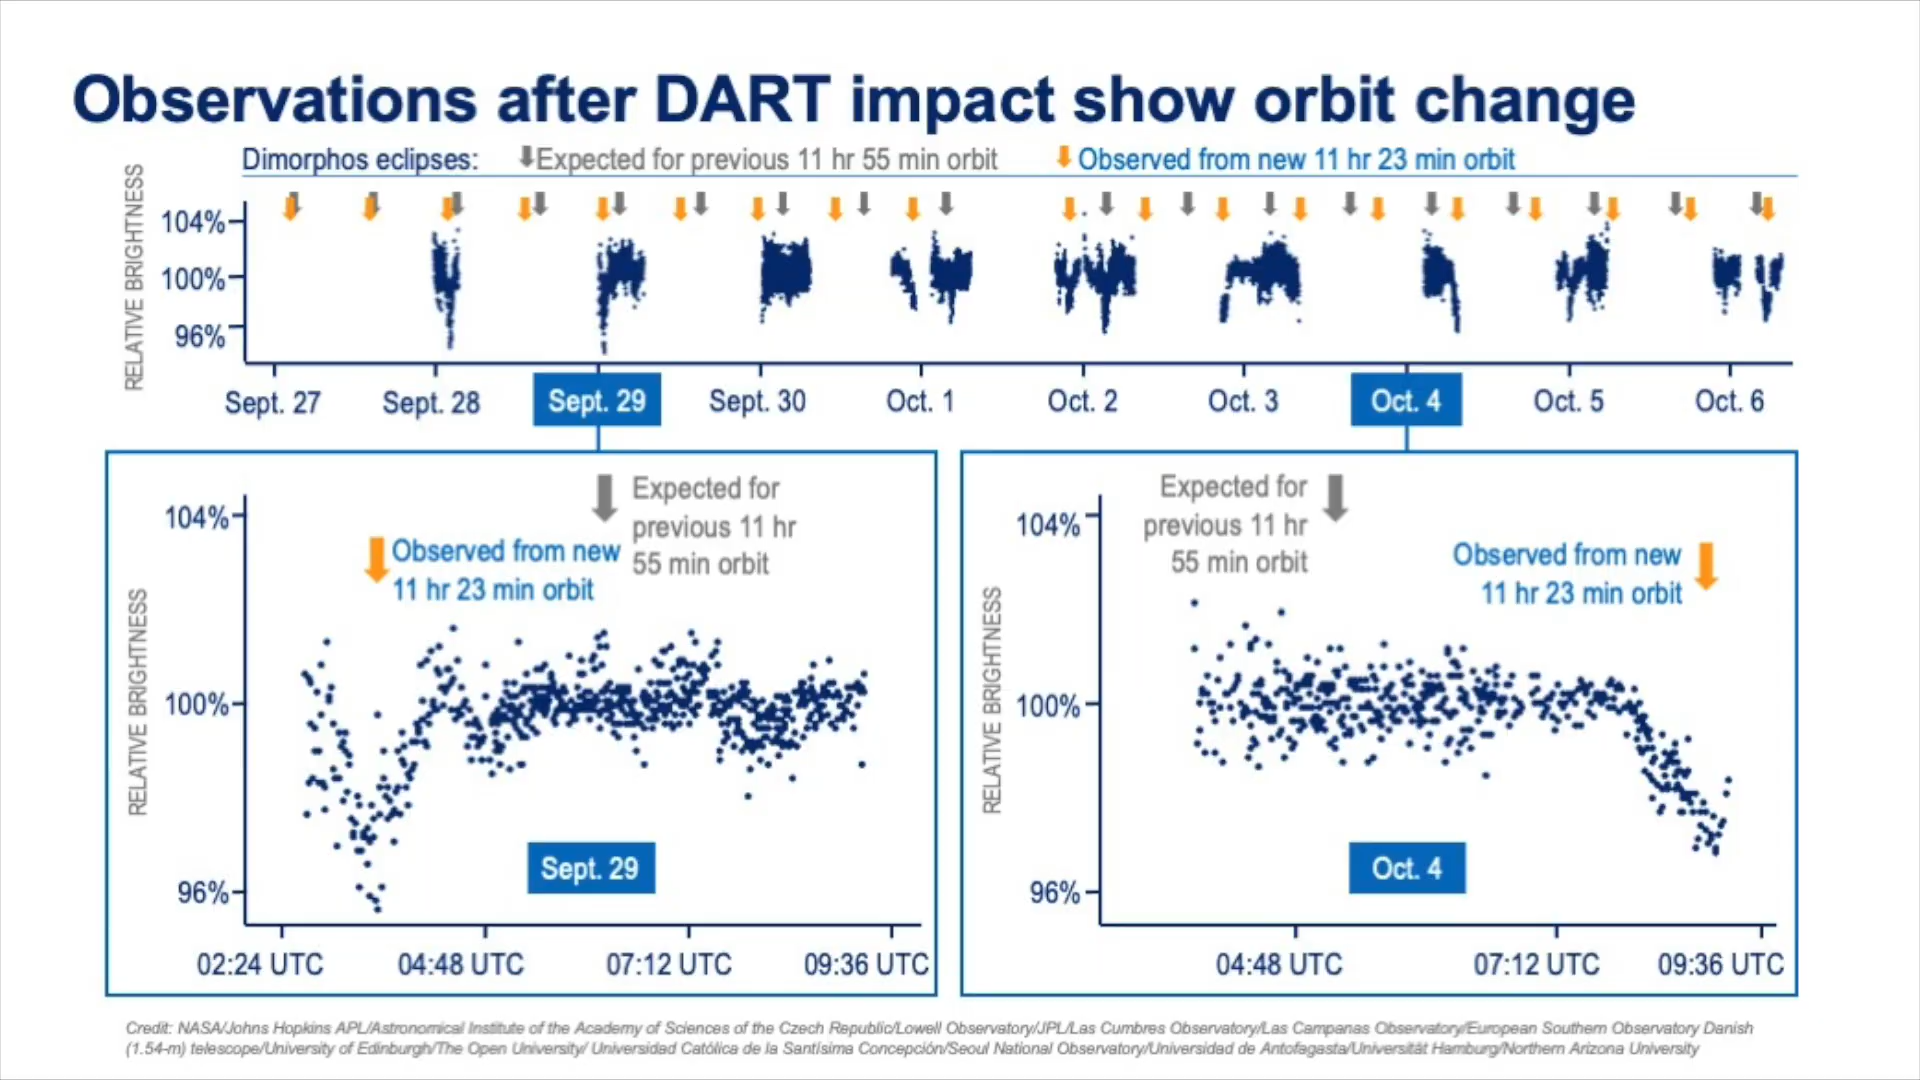 Observations after DART impact show orbit change
Dimorphos eclipses: Expected for previous 11 hr 55 min orbit Observed from new 11 hr 23 min orbit
RELATIVE BRIGHTNESS
104%
100%
96%
Sept. 27 Sept. 28 Sept. 29 Sept. 30 Oct. 1 Oct. 2 Oct. 3 Oct. 4 Oct. 5 Oct. 6
RELATIVE BRIGHTNESS
104%
100%
96%
Expected for
previous 11 hr
55 min orbit
Observed from new
11 hr 23 min orbit
Sept. 29
02:24 UTC 04:48 UTC 07:12 UTC 09:36 UTC
RELATIVE BRIGHTNESS
104%
100%
96%
Expected for
previous 11 hr
55 min orbit
Observed from new
11 hr 23 min orbit
Oct. 4
04:48 UTC 07:12 UTC 09:36 UTC
Credit: NASA/Johns Hopkins APL/Astronomical Institute of the Academy of Sciences of the Czech Republic/Lowell Observatory/JPL/Las Cumbres Observatory/Las Campanas Observatory/European Southern Observatory Danish
(1.54-m) telescope/University of Edinburgh/The Open University/ Universidad Católica de la Santísima Concepción/Seoul National Observatory/Universidad de Antofagasta/Universität Hamburg/Northern Arizona University